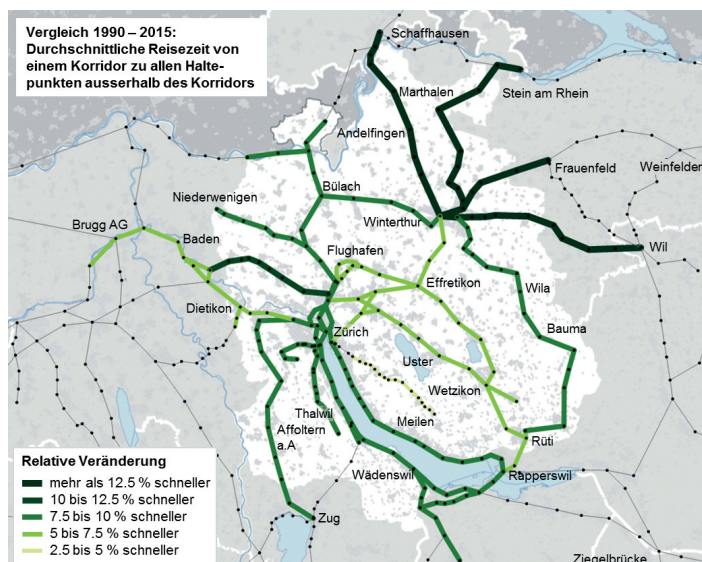 Vergleich 1990 – 2015:
Durchschnittliche Reisezeit von
einem Korridor zu allen Halte-
punkten ausserhalb des Korridors
Schaffhausen
Marthalen
Stein am Rhein
Andelfingen
Frauenfeld
Weinfelden
Bülach
Niederwenigen
Winterthur
Brugg AG
Baden
Flughafen
Wil
Effretikon
Wila
Dietikon
Zürich
Bauma
Uster
Wetzikon
Thalwil
Meilen
Affoltern
a.A
Rüti
Wädenswil
Rapperswil
Zug
Ziegelbrücke
Relative Veränderung
mehr als 12.5 % schneller
10 bis 12.5 % schneller
7.5 bis 10 % schneller
5 bis 7.5 % schneller
2.5 bis 5 % schneller